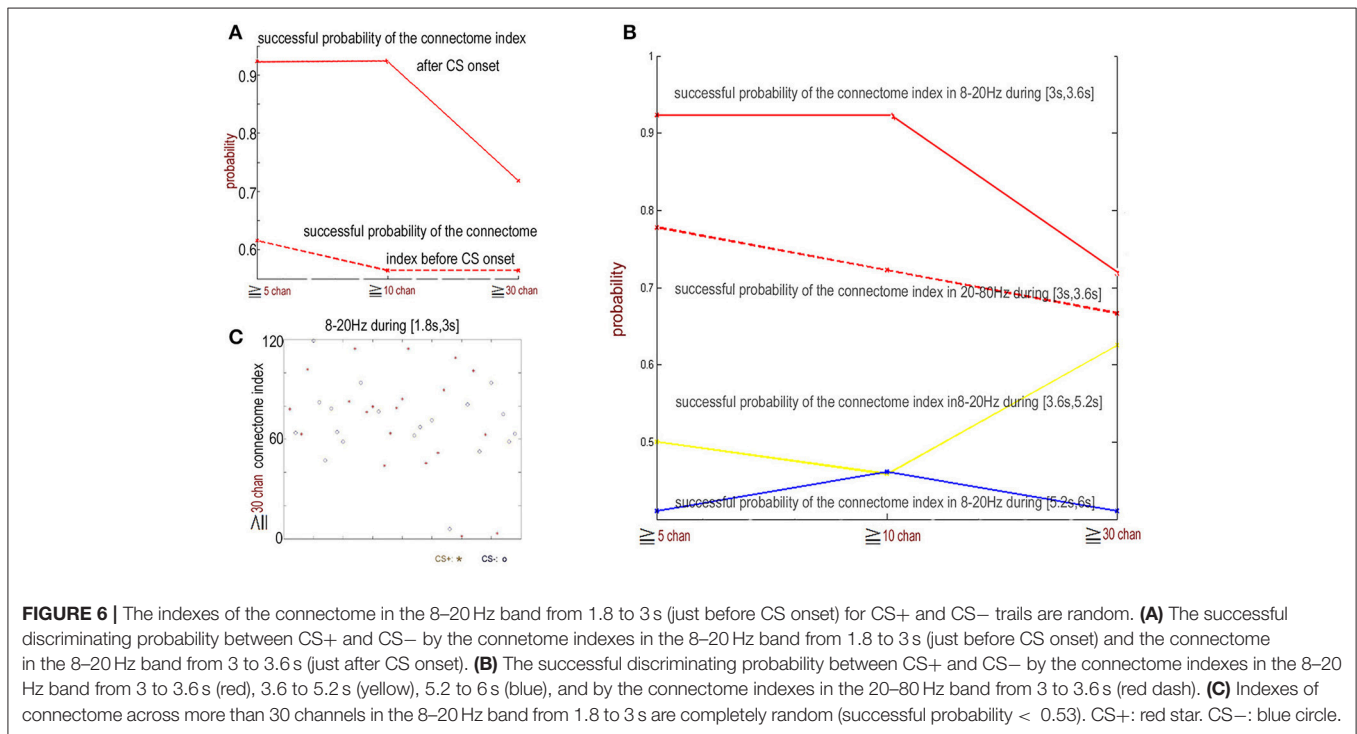 A
successful probability of the connectome index
after CS onset
0.9
0.8
0.7
0.6
probability
successful probability of the connectome
index before CS onset
≧ 5 chan
≧ 10 chan
≧ 30 chan
B
1
0.9
0.8
0.7
0.6
0.5
probability
successful probability of the connectome index in 8-20Hz during [3s,3.6s]
successful probability of the connectome index in 20-80Hz during [3s,3.6s]
successful probability of the connectome index in8-20Hz during [3.6s,5.2s]
successful probability of the connectome index in 8-20Hz during [5.2s,6s]
≧ 5 chan
≧ 10 chan
≧ 30 chan
C
8-20Hz during [1.8s,3s]
120
60
0
≧ 30 chan connectome index
CS+: * CS-: o
FIGURE 6 | The indexes of the connectome in the 8–20 Hz band from 1.8 to 3 s (just before CS onset) for CS+ and CS− trails are random. (A) The successful
discriminating probability between CS+ and CS− by the connetome indexes in the 8–20 Hz band from 1.8 to 3 s (just before CS onset) and the connectome
in the 8–20 Hz band from 3 to 3.6 s (just after CS onset). (B) The successful discriminating probability between CS+ and CS− by the connectome indexes in the 8–20
Hz band from 3 to 3.6 s (red), 3.6 to 5.2 s (yellow), 5.2 to 6 s (blue), and by the connectome indexes in the 20–80 Hz band from 3 to 3.6 s (red dash). (C) Indexes of
connectome across more than 30 channels in the 8–20 Hz band from 1.8 to 3 s are completely random (successful probability < 0.53). CS+: red star. CS−: blue circle.